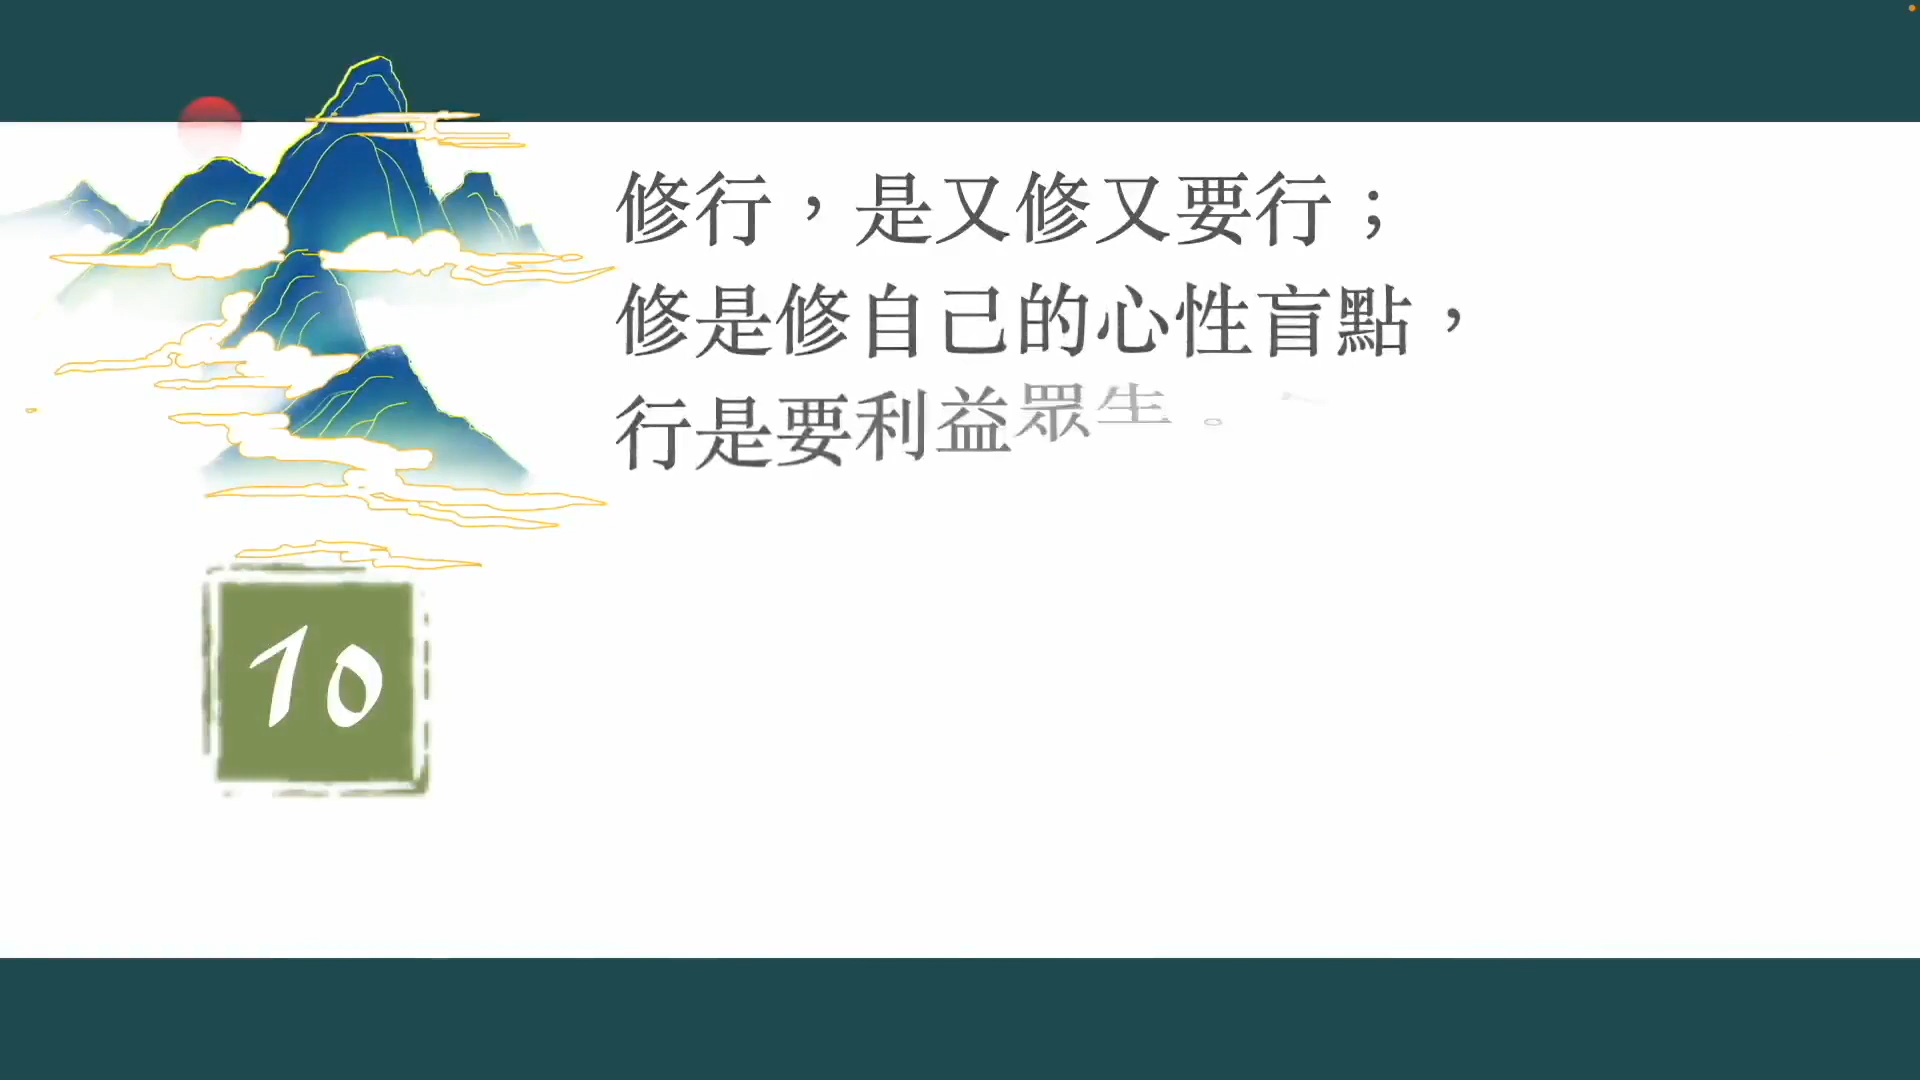 修行，是又修又要行；
修是修自己的心性盲點，
行是要利益眾生。
10